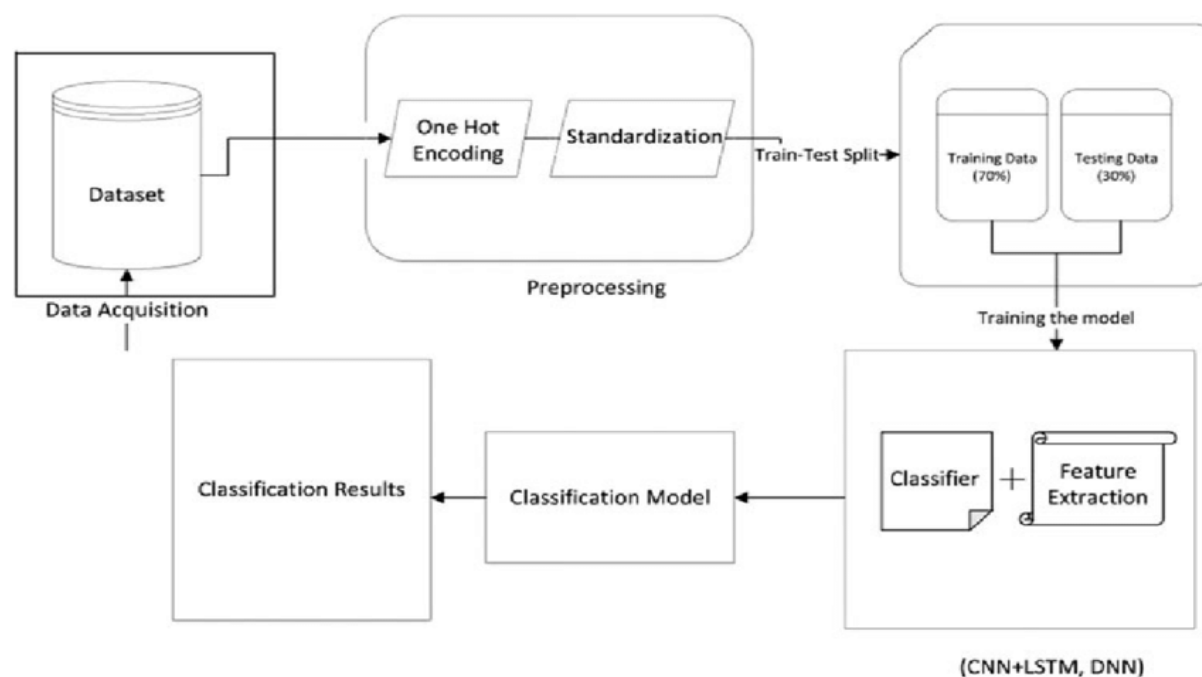 Dataset
Data Acquisition
One Hot
Encoding
Standardization
Preprocessing
Train-Test Split
Training Data
(70%)
Testing Data
(30%)
Training the model
Classifier
+
Feature
Extraction
(CNN+LSTM, DNN)
Classification Model
Classification Results